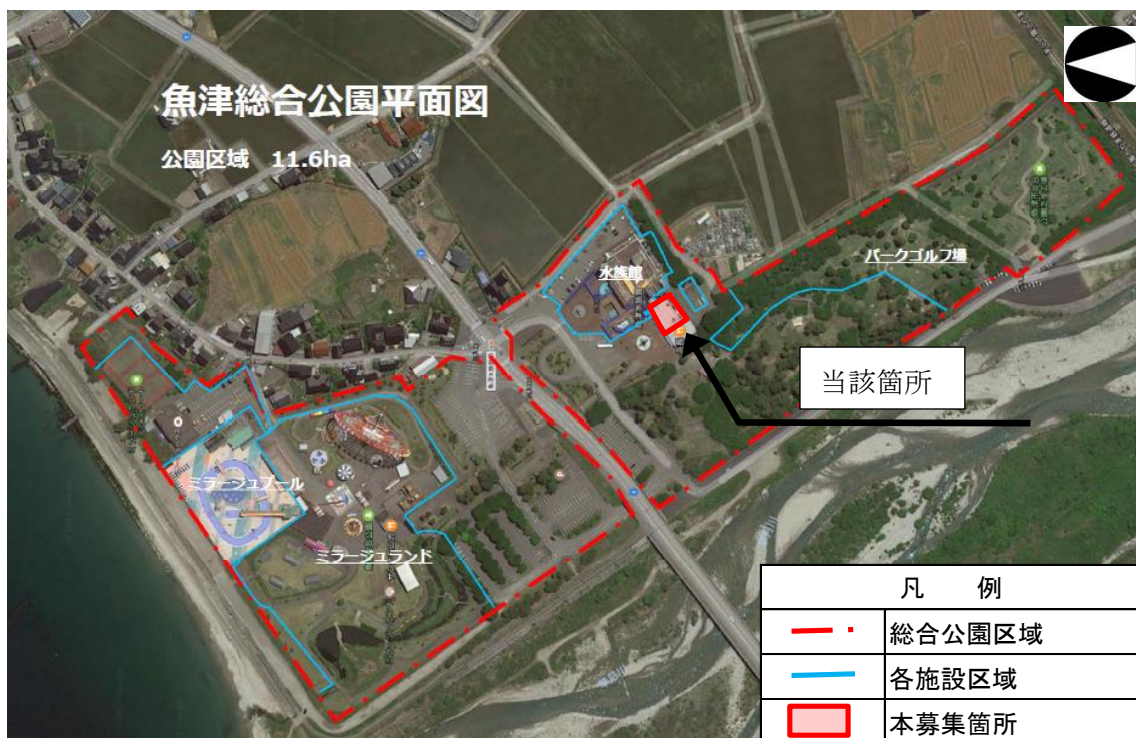 魚津総合公園平面図
公園区域 11.6ha
水族館
パークゴルフ場
当該箇所
ミラージュプール
ミラージュランド
凡 例
総合公園区域
各施設区域
本募集箇所